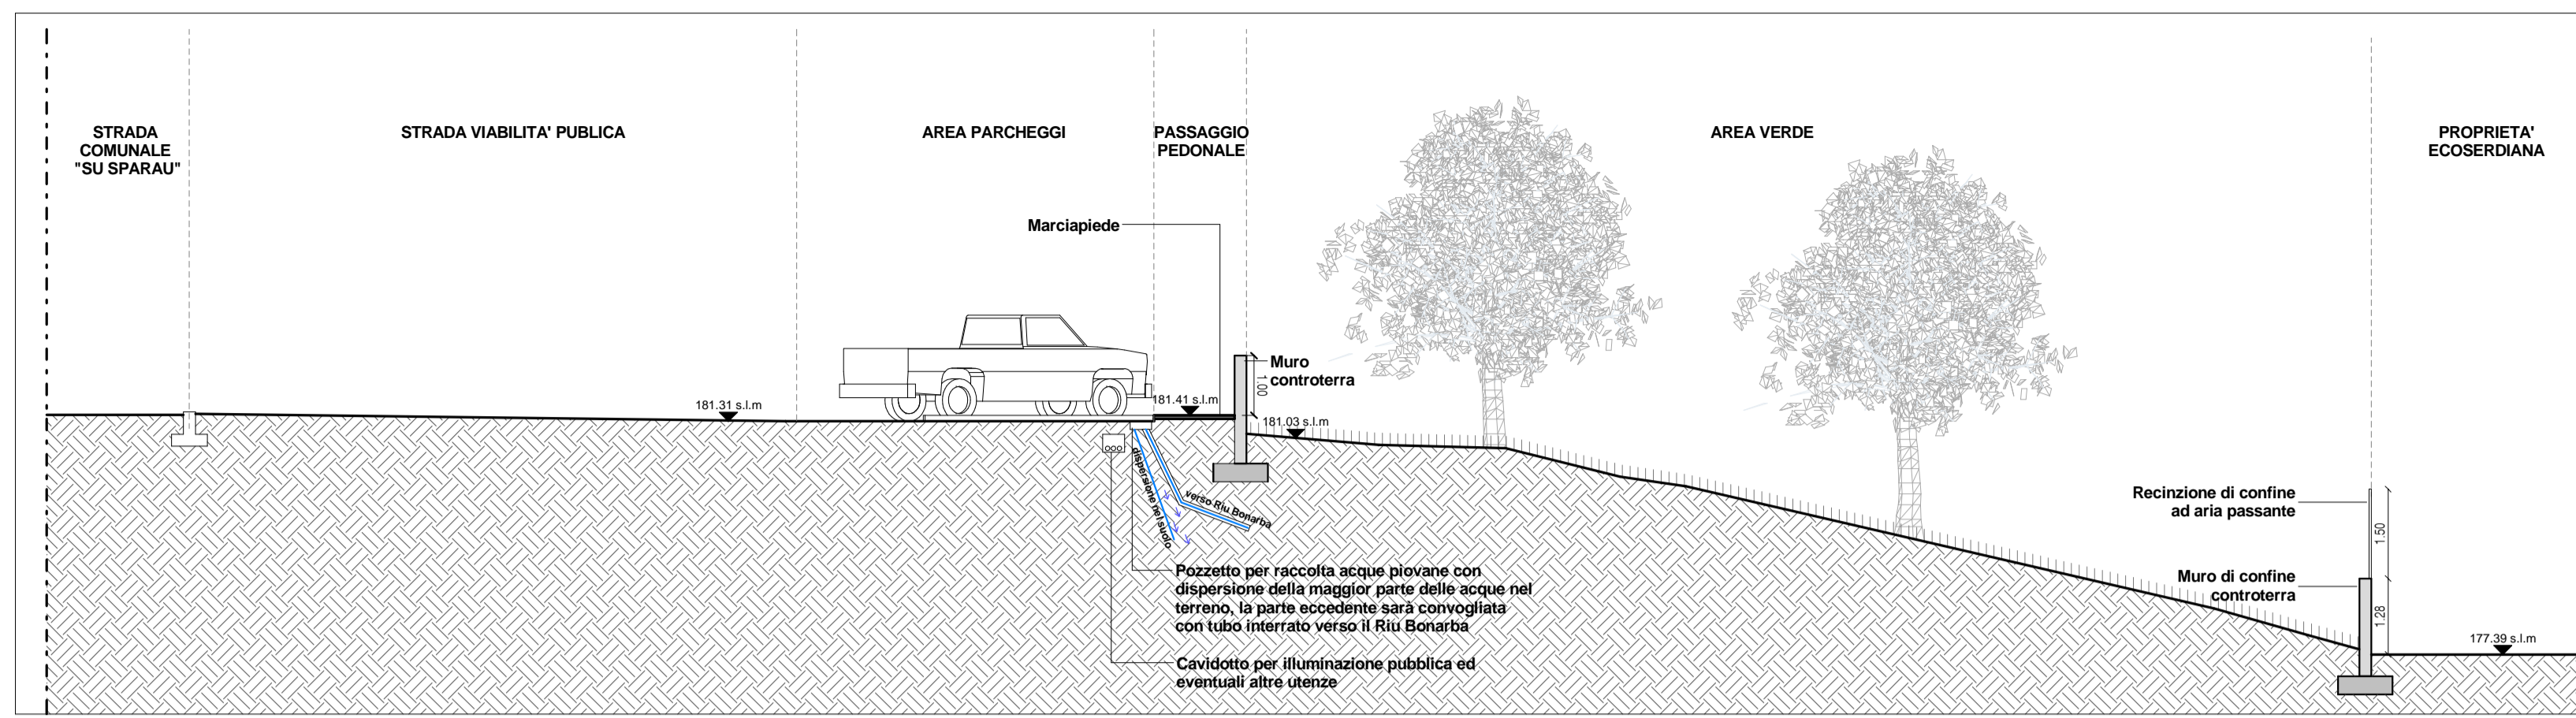 STRADA
COMUNALE
"SU SPARAU"
STRADA VIABILITA' PUBLICA
AREA PARCHEGGI
PASSAGGIO
PEDONALE
AREA VERDE
PROPRIETA'
ECOSERDIANA
Marciapiede
Muro
controterra
1.00
181.31 s.l.m
181.41 s.l.m
181.03 s.l.m
dispersione nel suolo
verso Riu Bonarba
Recinzione di confine
ad aria passante
1.50
Muro di confine
controterra
1.28
177.39 s.l.m
Pozzetto per raccolta acque piovane con
dispersione della maggior parte delle acque nel
terreno, la parte eccedente sarà convogliata
con tubo interrato verso il Riu Bonarba
Cavidotto per illuminazione pubblica ed
eventuali altre utenze